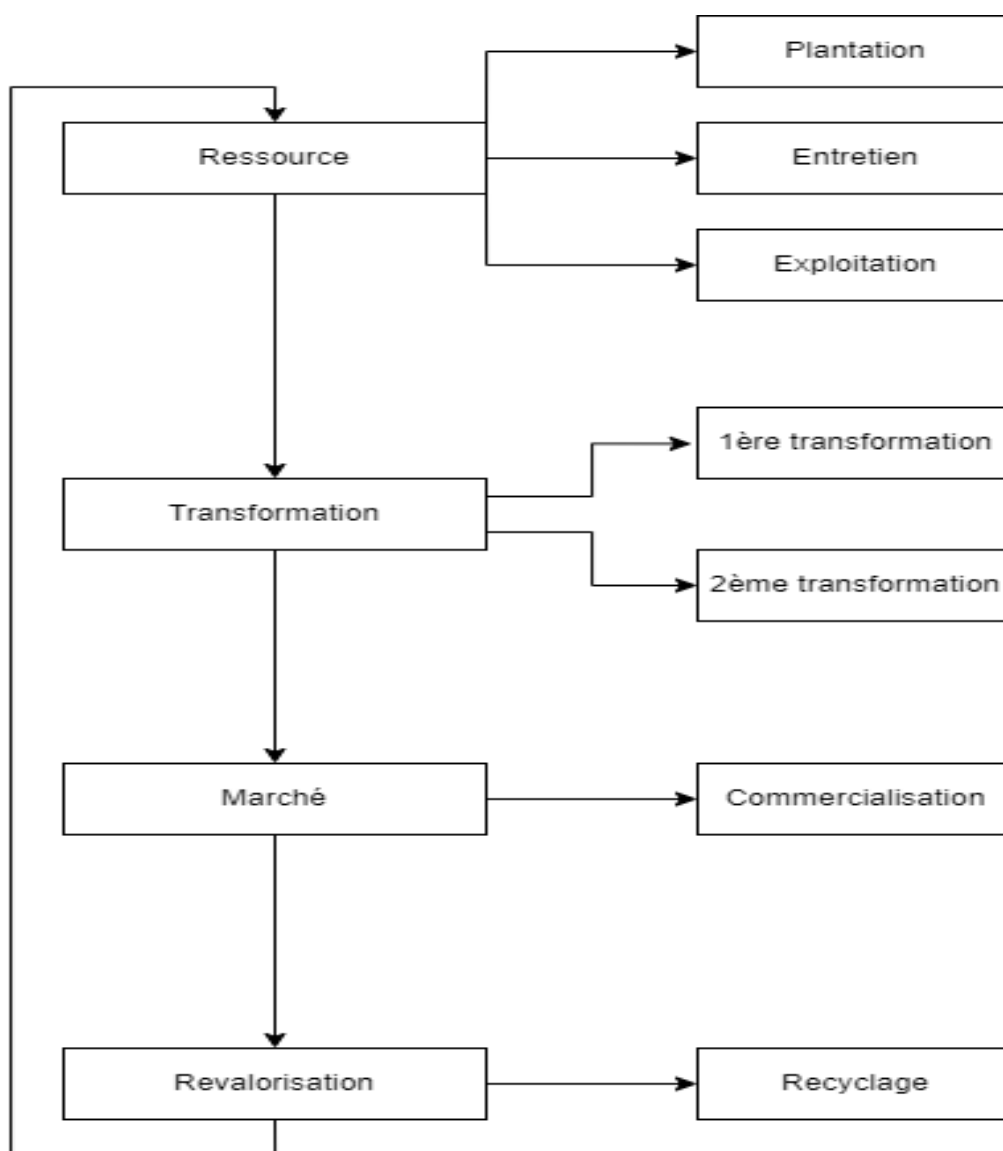 Plantation
Ressource
Entretien
Exploitation
1ère transformation
Transformation
2ème transformation
Marché
Commercialisation
Revalorisation
Recyclage